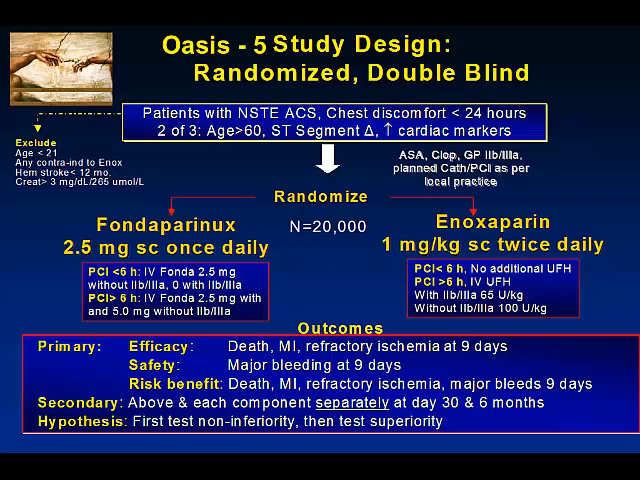 Oasis - 5 Study Design:
Randomized, Double Blind
Patients with NSTE ACS, Chest discomfort < 24 hours
2 of 3: Age>60, ST Segment Δ, ↑ cardiac markers
Exclude
Age < 21
Any contra-ind to Enox
Hem stroke< 12 mo.
Creat> 3 mg/dL/265 umol/L
ASA, Clop, GP IIb/IIIa,
planned Cath/PCI as per
local practice
Randomize
N=20,000
Fondaparinux
2.5 mg sc once daily
Enoxaparin
1 mg/kg sc twice daily
PCI <6 h: IV Fonda 2.5 mg
without IIb/IIIa, 0 with IIb/IIIa
PCI> 6 h: IV Fonda 2.5 mg with
and 5.0 mg without IIb/IIIa
PCI< 6 h, No additional UFH
PCI >6 h, IV UFH
With IIb/IIIa 65 U/kg
Without IIb/IIIa 100 U/kg
Outcomes
Primary: Efficacy: Death, MI, refractory ischemia at 9 days
Safety: Major bleeding at 9 days
Risk benefit: Death, MI, refractory ischemia, major bleeds 9 days
Secondary: Above & each component separately at day 30 & 6 months
Hypothesis: First test non-inferiority, then test superiority